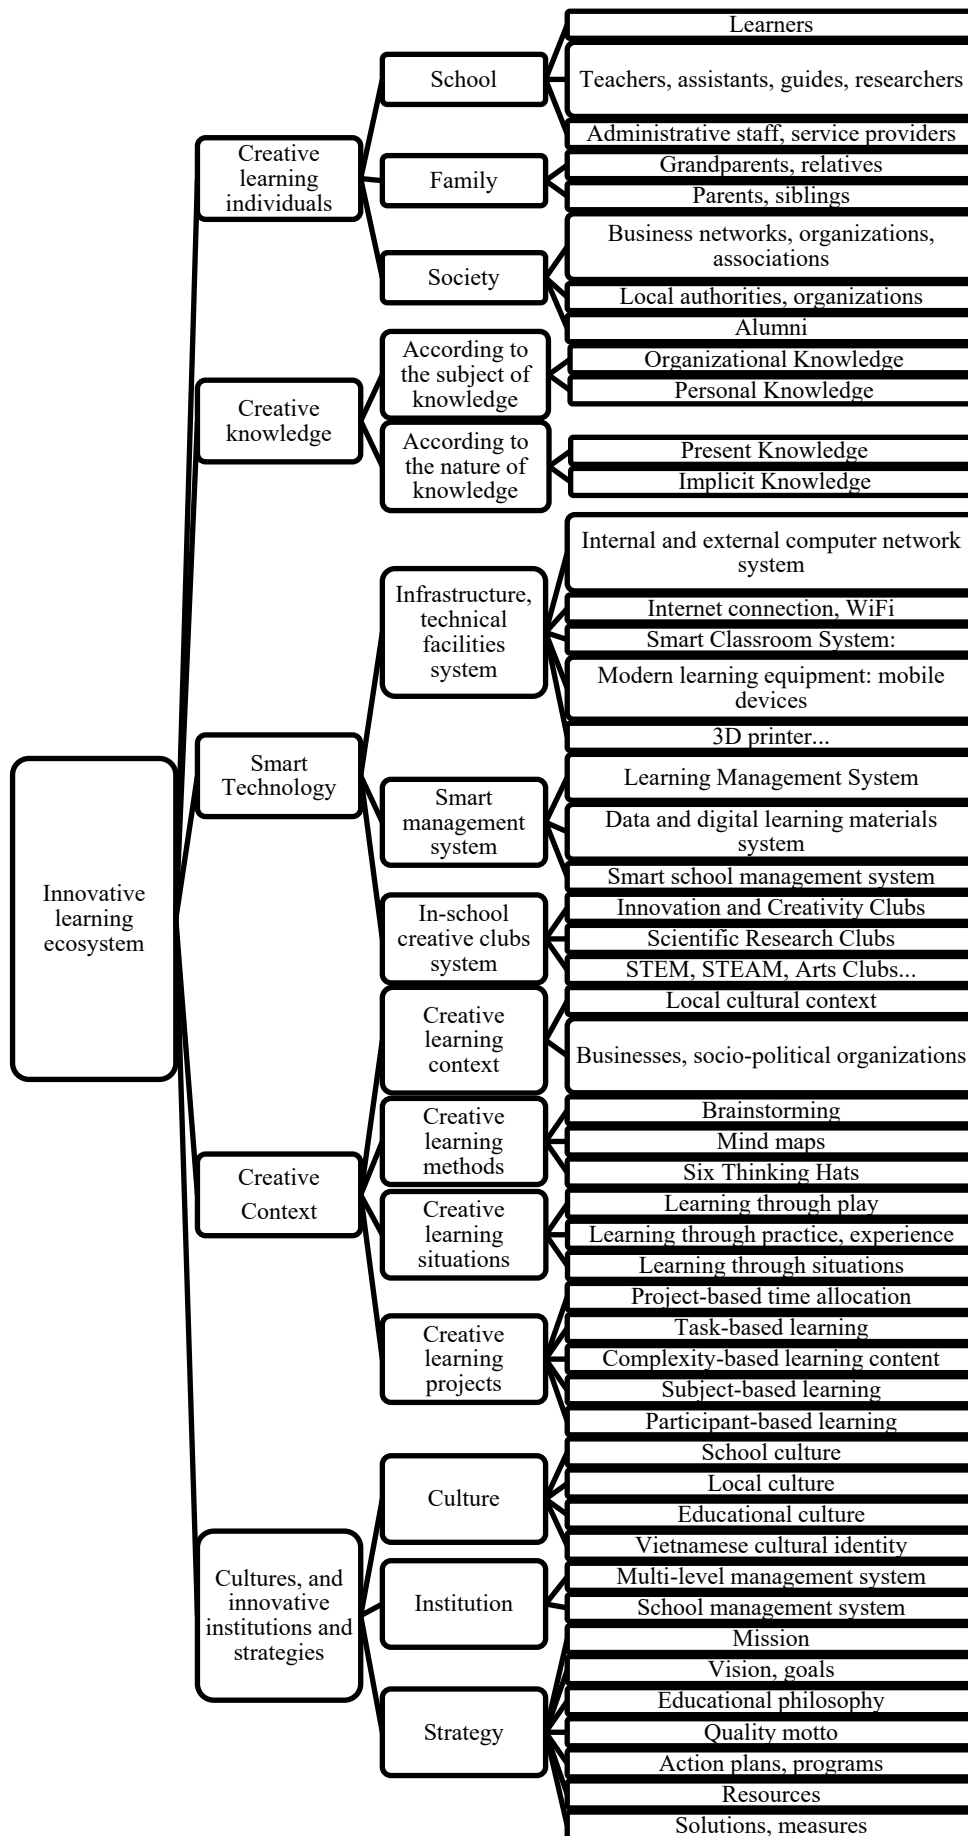 Innovative
learning
ecosystem
Creative
learning
individuals
School
Learners
Teachers, assistants, guides, researchers
Administrative staff, service providers
Family
Grandparents, relatives
Parents, siblings
Society
Business networks, organizations,
associations
Local authorities, organizations
Alumni
Creative
knowledge
According to
the subject of
knowledge
Organizational Knowledge
Personal Knowledge
According to
the nature of
knowledge
Present Knowledge
Implicit Knowledge
Smart
Technology
Infrastructure,
technical
facilities
system
Internal and external computer network
system
Internet connection, WiFi
Smart Classroom System:
Modern learning equipment: mobile
devices
3D printer...
Smart
management
system
Learning Management System
Data and digital learning materials
system
Smart school management system
In-school
creative clubs
system
Innovation and Creativity Clubs
Scientific Research Clubs
STEM, STEAM, Arts Clubs...
Creative
Context
Creative
learning
context
Local cultural context
Businesses, socio-political organizations
Creative
learning
methods
Brainstorming
Mind maps
Six Thinking Hats
Creative
learning
situations
Learning through play
Learning through practice, experience
Learning through situations
Creative
learning
projects
Project-based time allocation
Task-based learning
Complexity-based learning content
Subject-based learning
Participant-based learning
Cultures, and
innovative
institutions and
strategies
Culture
School culture
Local culture
Educational culture
Vietnamese cultural identity
Institution
Multi-level management system
School management system
Strategy
Mission
Vision, goals
Educational philosophy
Quality motto
Action plans, programs
Resources
Solutions, measures